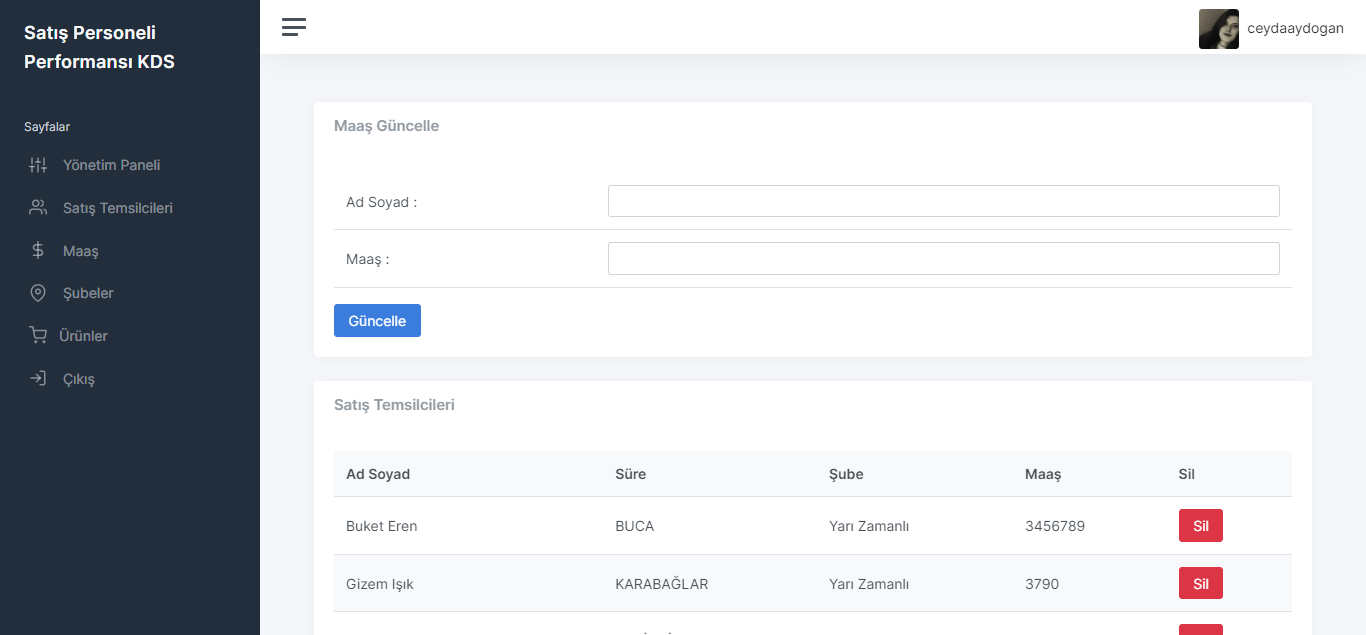 Satış Personeli
Performansı KDS
ceydaaydogan
Sayfalar
Yönetim Paneli
Satış Temsilcileri
Maaş
Şubeler
Ürünler
Çıkış
Maaş Güncelle
Ad Soyad :
Maaş :
Güncelle
Satış Temsilcileri
Ad Soyad Süre Şube Maaş Sil
Buket Eren BUCA Yarı Zamanlı 3456789 Sil
Gizem Işık KARABAĞLAR Yarı Zamanlı 3790 Sil